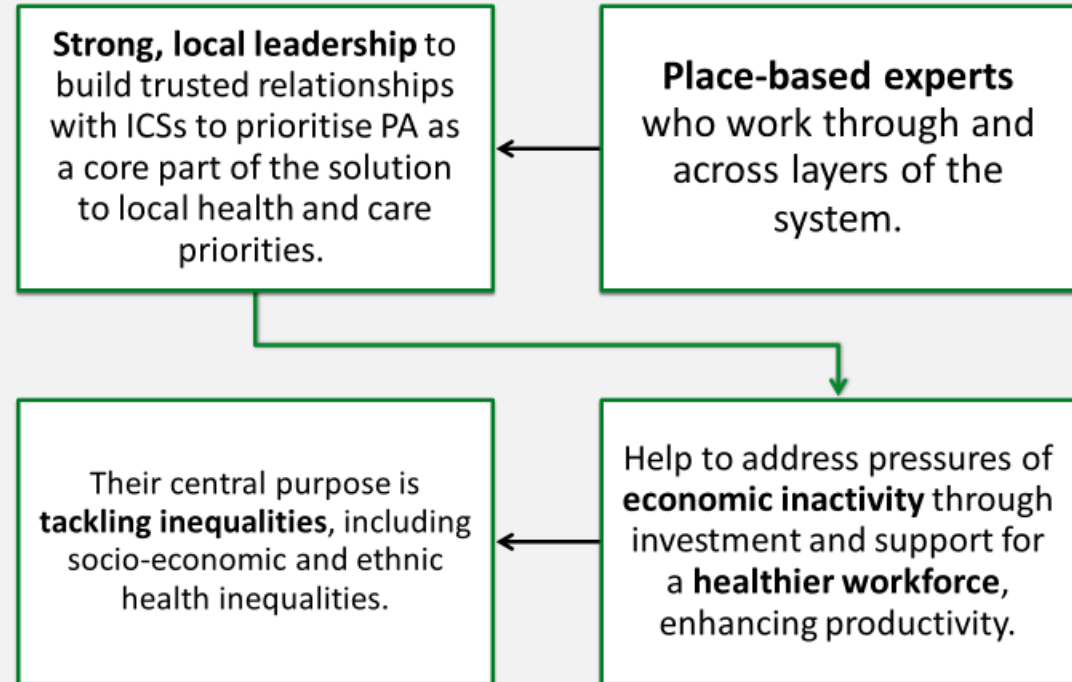 Strong, local leadership to
build trusted relationships
with ICSs to prioritise PA as
a core part of the solution
to local health and care
priorities.
Place-based experts
who work through and
across layers of the
system.
Their central purpose is
tackling inequalities, including
socio-economic and ethnic
health inequalities.
Help to address pressures of
economic inactivity through
investment and support for
a healthier workforce,
enhancing productivity.